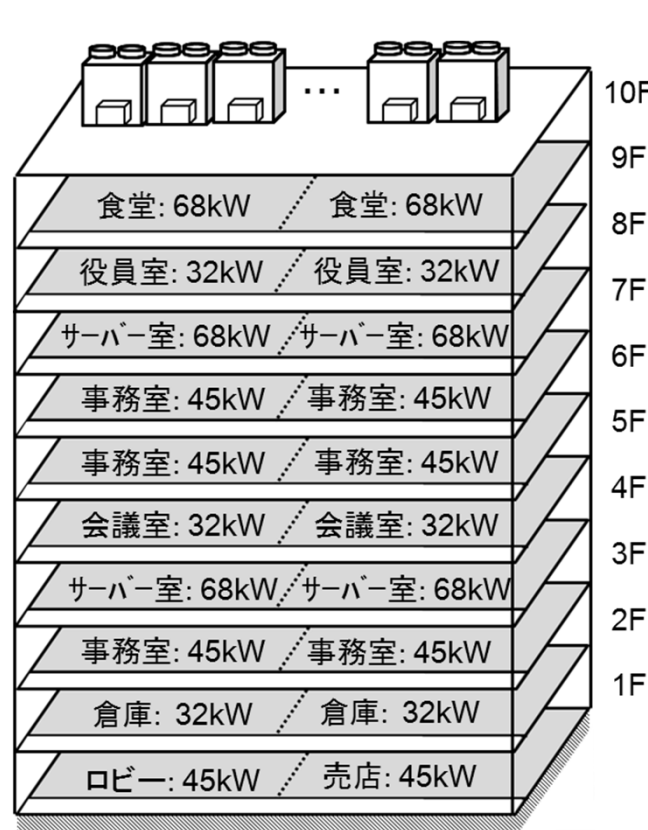 …
10F
食堂: 68kW 食堂: 68kW
9F
役員室: 32kW 役員室: 32kW
8F
サーバー室: 68kW サーバー室: 68kW
7F
事務室: 45kW 事務室: 45kW
6F
事務室: 45kW 事務室: 45kW
5F
会議室: 32kW 会議室: 32kW
4F
サーバー室: 68kW サーバー室: 68kW
3F
事務室: 45kW 事務室: 45kW
2F
倉庫: 32kW 倉庫: 32kW
1F
ロビー: 45kW 売店: 45kW